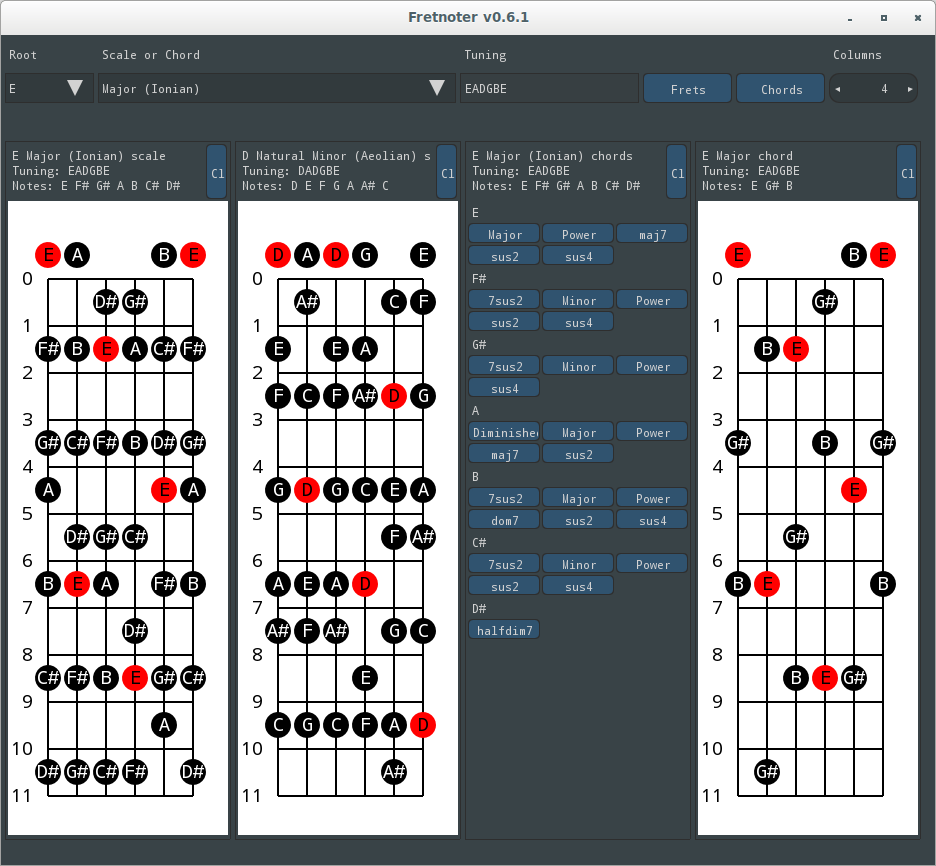 Fretnoter v0.6.1
Root Scale or Chord Tuning Columns
E Major (Ionian) EADGBE Frets Chords 4
E Major (Ionian) scale
Tuning: EADGBE
Notes: E F# G# A B C# D#
Cl
E A B E
0
D# G#
1
F# B E A C# F#
2
3
G# C# F# B D# G#
4
A E A
5
D# G# C#
6
B E A F# B
7
D#
8
C# F# B E G# C#
9
A
10
D# G# C# F# D#
11
D Natural Minor (Aeolian) s
Tuning: DADGBE
Notes: D E F G A A# C
Cl
D A D G E
0
A# C F
1
E E A
2
F C F A# D G
3
4
G D G C E A
5
F A#
6
A E A D
7
A# F A# G C
8
E
9
C G C F A D
10
A#
11
E Major (Ionian) chords
Tuning: EADGBE
Notes: E F# G# A B C# D#
Cl
E
Major Power maj7
sus2 sus4
F#
7sus2 Minor Power
sus2 sus4
G#
7sus2 Minor Power
sus4
A
Diminishe Major Power
maj7 sus2
B
7sus2 Major Power
dom7 sus2 sus4
C#
7sus2 Minor Power
sus2 sus4
D#
halfdim7
E Major chord
Tuning: EADGBE
Notes: E G# B
Cl
E B E
0
G#
1
B E
2
3
G# B G#
4
E
5
G#
6
B E B
7
8
B E G#
9
10
G#
11